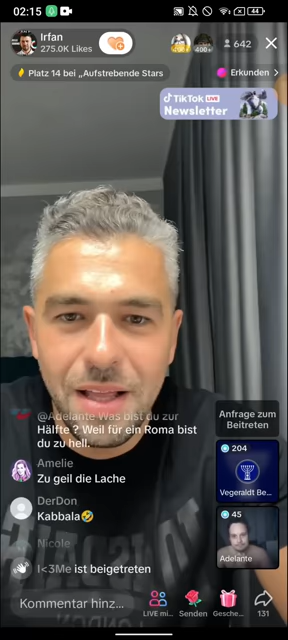 02:15
44
Irfan
275.0K Likes
400+
642
Platz 14 bei „Aufstrebende Stars
Erkunden
TikTok LIVE
Newsletter
@Adelante Was bist du zur
Hälfte ? Weil für ein Roma bist
du zu hell.
Amelie
Zu geil die Lache
DerDon
Kabbala🤣
Nicole
I<3Me ist beigetreten
Anfrage zum
Beitreten
204
Vegeraldt Be...
45
Adelante
Kommentar hinz...
LIVE mi...
Senden
Gesche...
131